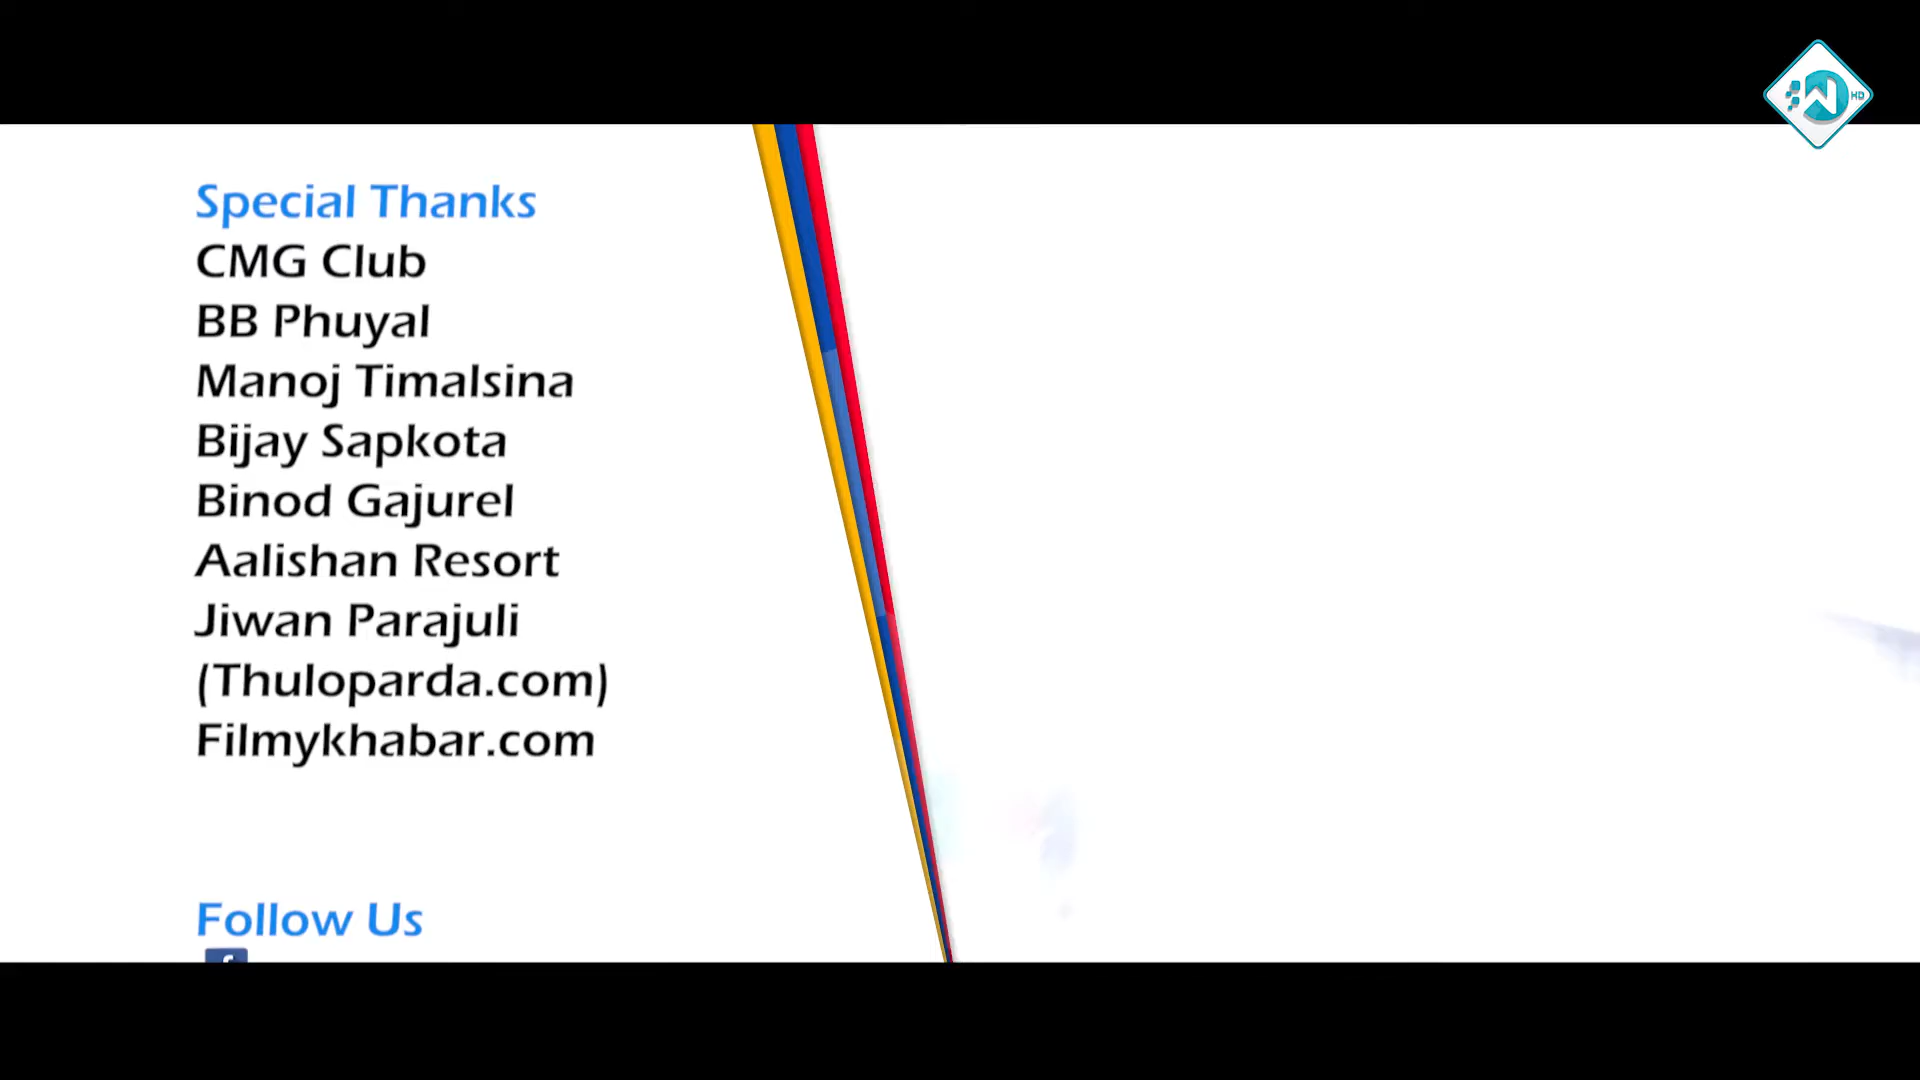 Special Thanks
CMG Club
BB Phuyal
Manoj Timalsina
Bijay Sapkota
Binod Gajurel
Aalishan Resort
Jiwan Parajuli
(Thuloparda.com)
Filmykhabar.com
Follow Us
W HD